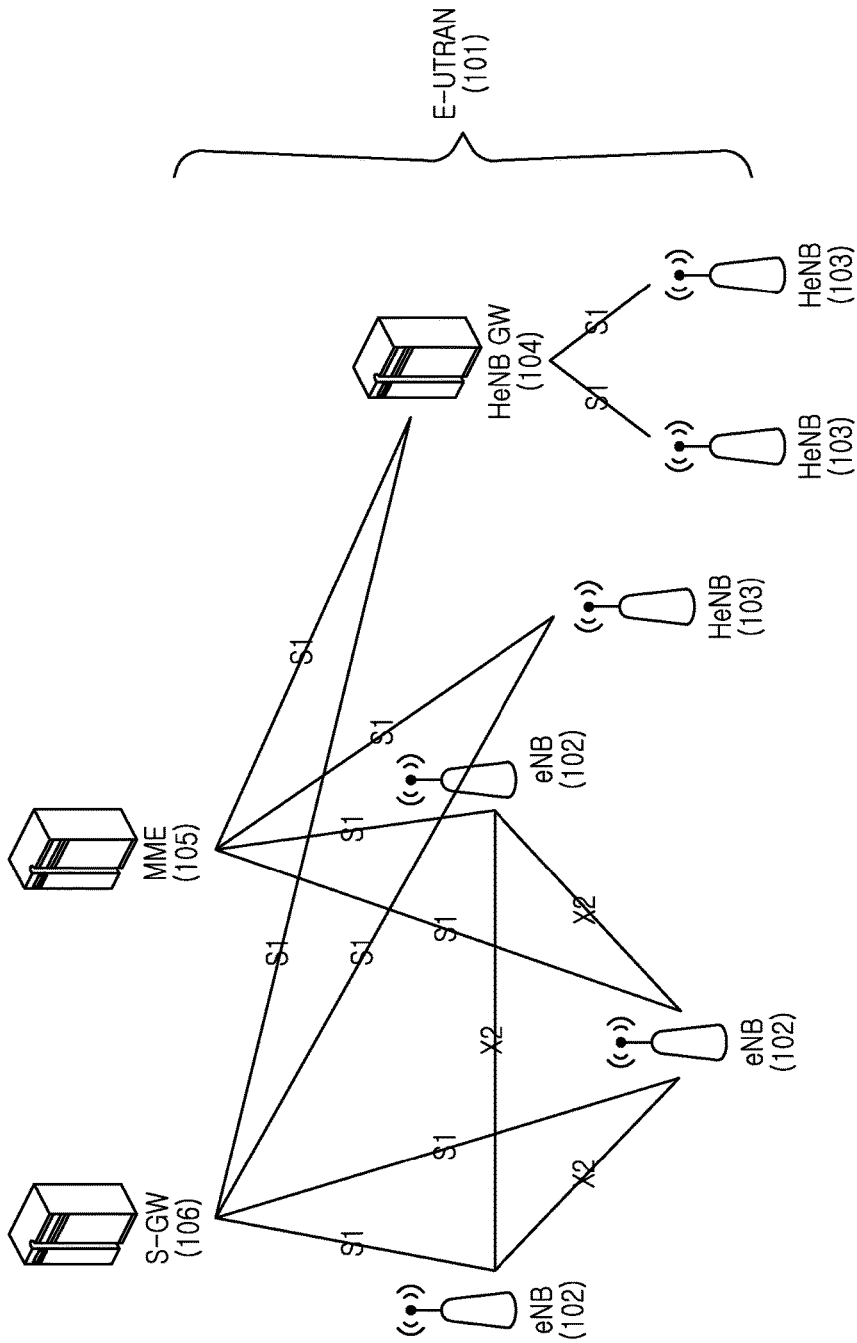 S-GW
(106)
MME
(105)
E-UTRAN
(101)
S1
S1
S1
S1
S1
S1
S1
S1
eNB
(102)
X2
eNB
(102)
HeNB GW
(104)
X2
X2
S1
S1
eNB
(102)
HeNB
(103)
HeNB
(103)
HeNB
(103)